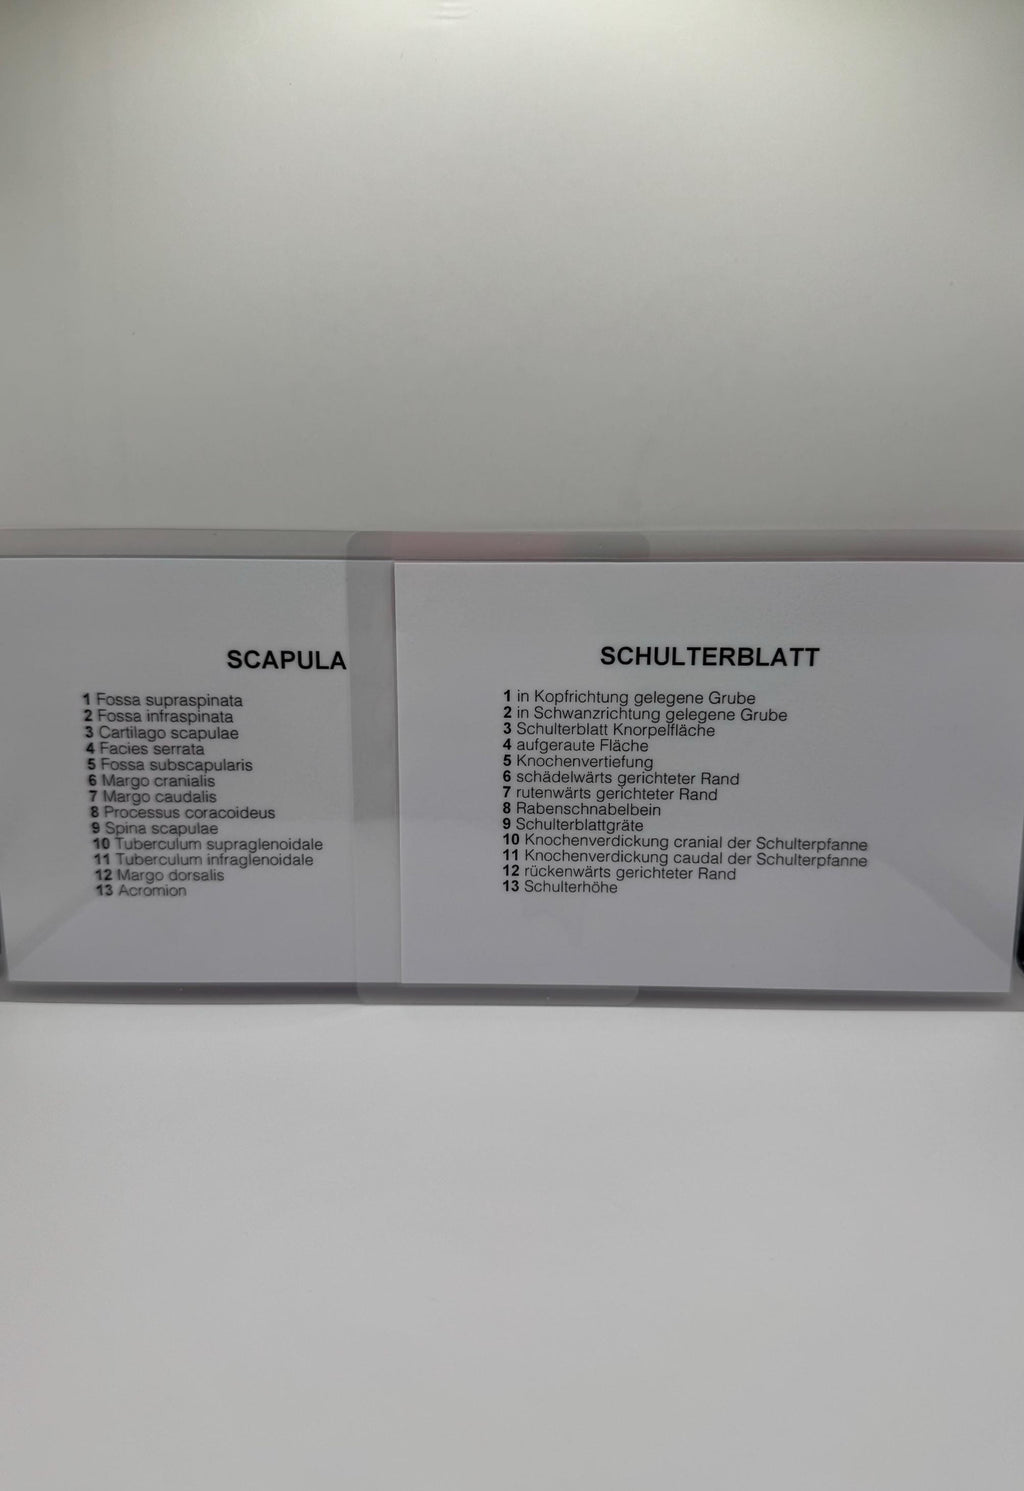 SCAPULA
1 Fossa supraspinata
2 Fossa infraspinata
3 Cartilago scapulae
4 Facies serrata
5 Fossa subscapularis
6 Margo cranialis
7 Margo caudalis
8 Processus coracoideus
9 Spina scapulae
10 Tuberculum supraglenoidale
11 Tuberculum infraglenoidale
12 Margo dorsalis
13 Acromion
SCHULTERBLATT
1 in Kopfrichtung gelegene Grube
2 in Schwanzrichtung gelegene Grube
3 Schulterblatt Knorpelfläche
4 aufgeraute Fläche
5 Knochenvertiefung
6 schädelwärts gerichteter Rand
7 rutenwärts gerichteter Rand
8 Rabenschnabelbein
9 Schulterblattgräte
10 Knochenverdickung cranial der Schulterpfanne
11 Knochenverdickung caudal der Schulterpfanne
12 rückenwärts gerichteter Rand
13 Schulterhöhe